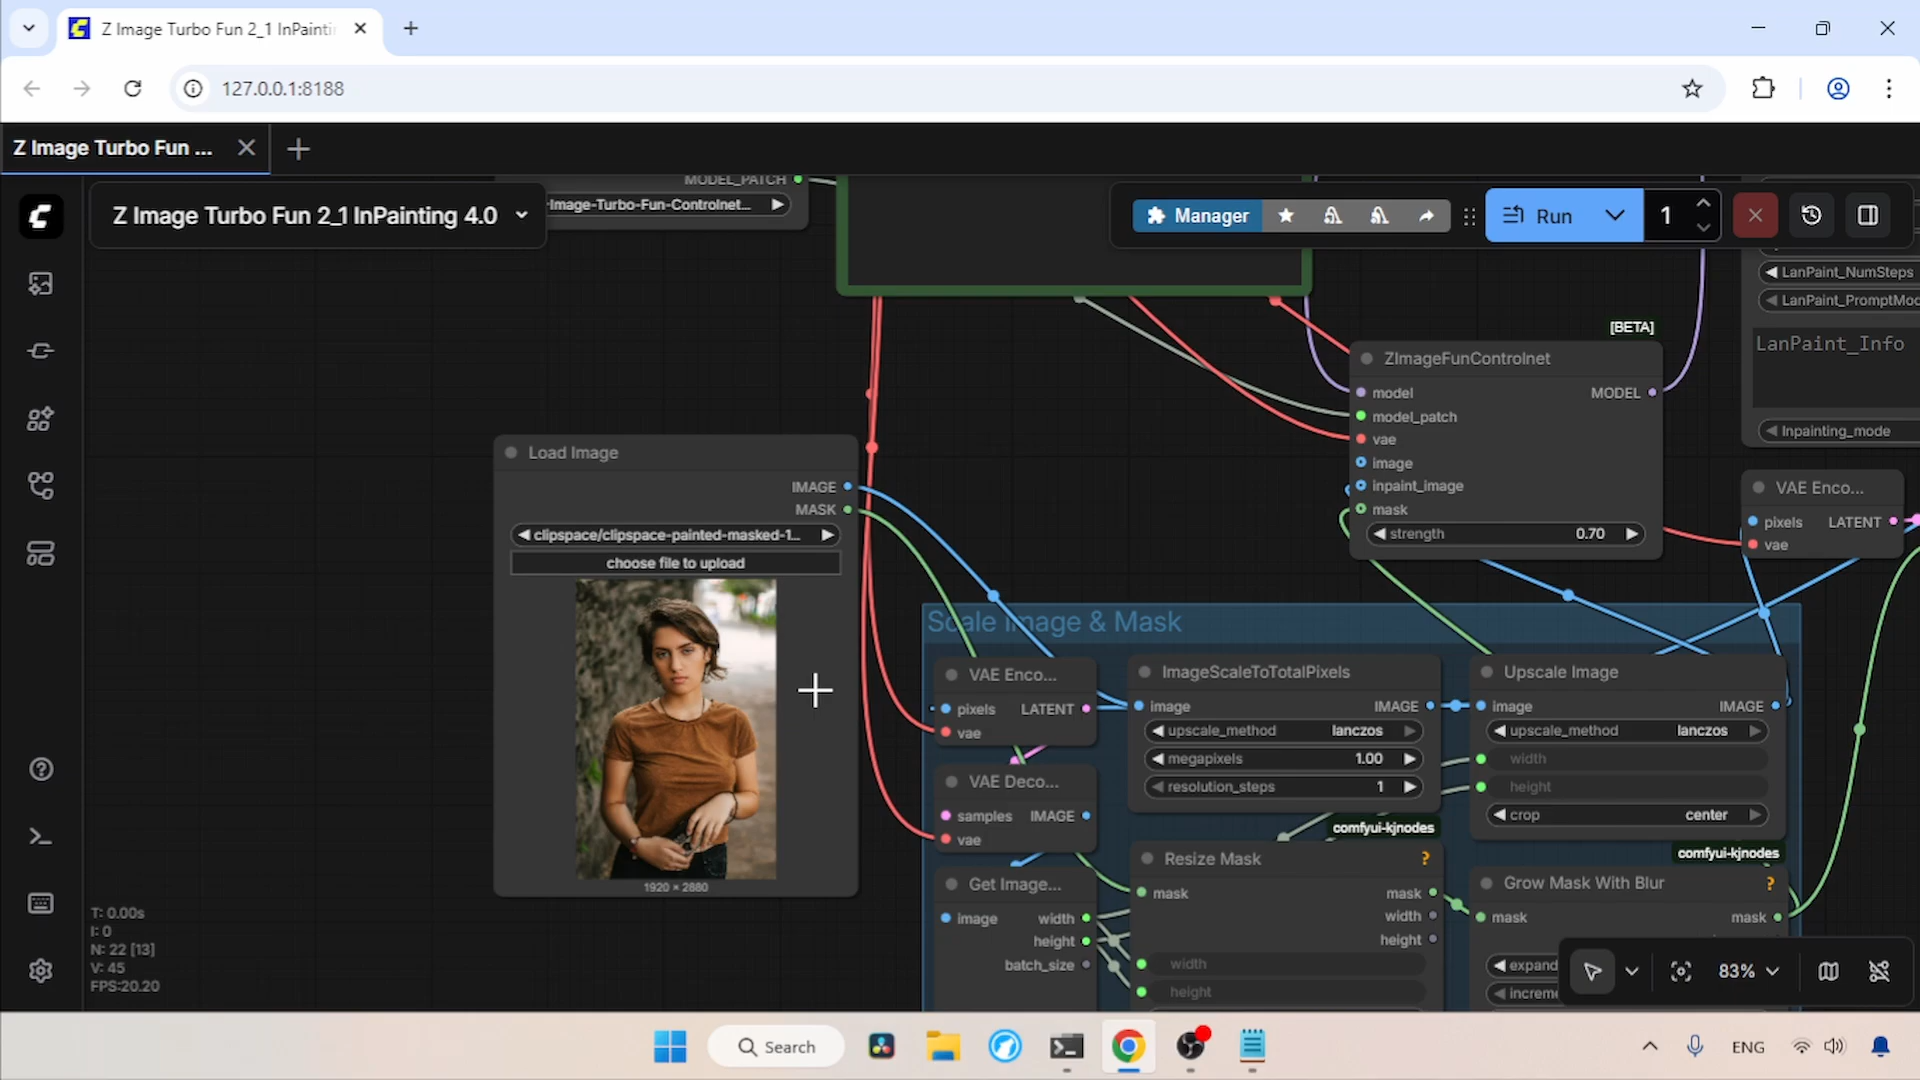 Z Image Turbo Fun 2_1 InPainti
127.0.0.1:8188
Z Image Turbo Fun ...
Z Image Turbo Fun 2_1 InPainting 4.0
MODEL_PATCH
-Image-Turbo-Fun-Controlnet...
Manager
Run
1
LanPaint_NumSteps
LanPaint_PromptMod
LanPaint_Info
Inpainting_mode
[BETA]
ZImageFunControlnet
model
MODEL
model_patch
vae
image
inpaint_image
mask
strength
0.70
VAE Enco...
pixels
LATENT
vae
Load Image
IMAGE
MASK
clipspace/clipspace-painted-masked-1...
choose file to upload
1920 × 2880
Scale Image & Mask
VAE Enco...
pixels
LATENT
vae
ImageScaleToTotalPixels
image
IMAGE
upscale_method
lanczos
megapixels
1.00
resolution_steps
1
Upscale Image
image
IMAGE
upscale_method
lanczos
width
height
crop
center
VAE Deco...
samples
IMAGE
vae
comfyui-kjnodes
Resize Mask
?
mask
mask
width
height
width
height
comfyui-kjnodes
Grow Mask With Blur
?
mask
mask
expand
increme
Get Image...
image
width
height
batch_size
T: 0.00s
I: 0
N: 22 [13]
V: 45
FPS:20.20
83%
Search
ENG